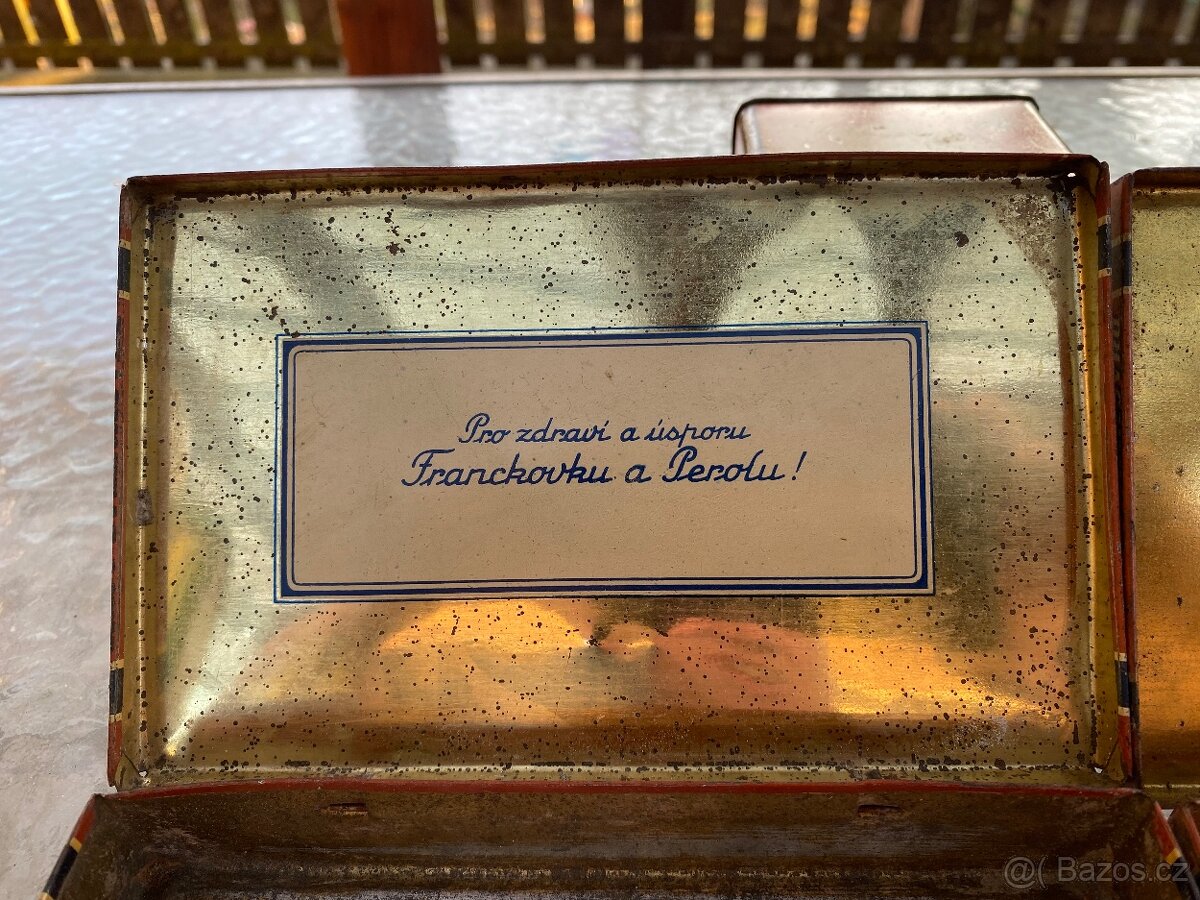 Pro zdraví a úsporu
Franckovku a Perolu!
@( Bazos.cz